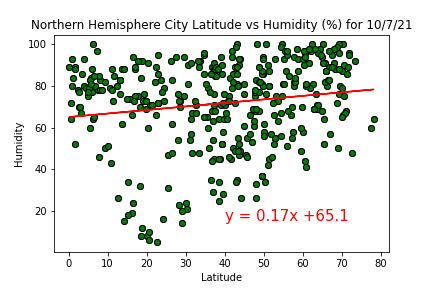 Northern Hemisphere City Latitude vs Humidity (%) for 10/7/21
100
80
60
40
20
Humidity
y = 0.17x +65.1
0 10 20 30 40 50 60 70 80
Latitude